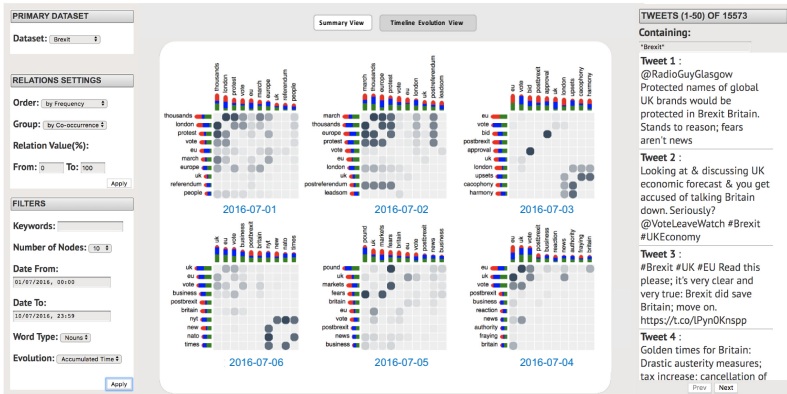 PRIMARY DATASET
Dataset: Brexit
RELATIONS SETTINGS
Order: by Frequency
Group: by Co-occurrence
Relation Value(%):
From: 0 To: 100
Apply
FILTERS
Keywords:
Number of Nodes: 10
Date From:
01/07/2016, 00:00
Date To:
10/07/2016, 23:59
Word Type: Nouns
Evolution: Accumulated Time
Apply
Summary View Timeline Evolution View
thousands london protest vote eu march europe uk referendum people
thousands
london
protest
vote
eu
march
europe
uk
referendum
people
2016-07-01
march thousands europe protest vote eu london uk postreferendum leadsom
march
thousands
europe
protest
vote
eu
london
uk
postreferendum
leadsom
2016-07-02
eu vote bid postbrexit approval uk london upsets cacophony harmony
eu
vote
bid
postbrexit
approval
uk
london
upsets
cacophony
harmony
2016-07-03
uk eu vote business postbrexit britain nyt new nato times
uk
eu
vote
business
postbrexit
britain
nyt
new
nato
times
2016-07-06
pound uk markets fears britain eu vote postbrexit news business
pound
uk
markets
fears
britain
eu
vote
postbrexit
news
business
2016-07-05
eu uk vote postbrexit business reaction news authority fraying britain
eu
uk
vote
postbrexit
business
reaction
news
authority
fraying
britain
2016-07-04
TWEETS (1-50) OF 15573
Containing:
"Brexit"
Tweet 1 :
@RadioGuyGlasgow
Protected names of global
UK brands would be
protected in Brexit Britain.
Stands to reason; fears
aren't news
Tweet 2 :
Looking at & discussing UK
economic forecast & you get
accused of talking Britain
down. Seriously?
@VoteLeaveWatch #Brexit
#UKEconomy
Tweet 3 :
#Brexit #UK #EU Read this
please; it's very clear and
very true: Brexit did save
Britain; move on.
https://t.co/lPyn0Knspp
Tweet 4 :
Golden times for Britain:
Drastic austerity measures;
tax increase; cancellation of
Prev Next